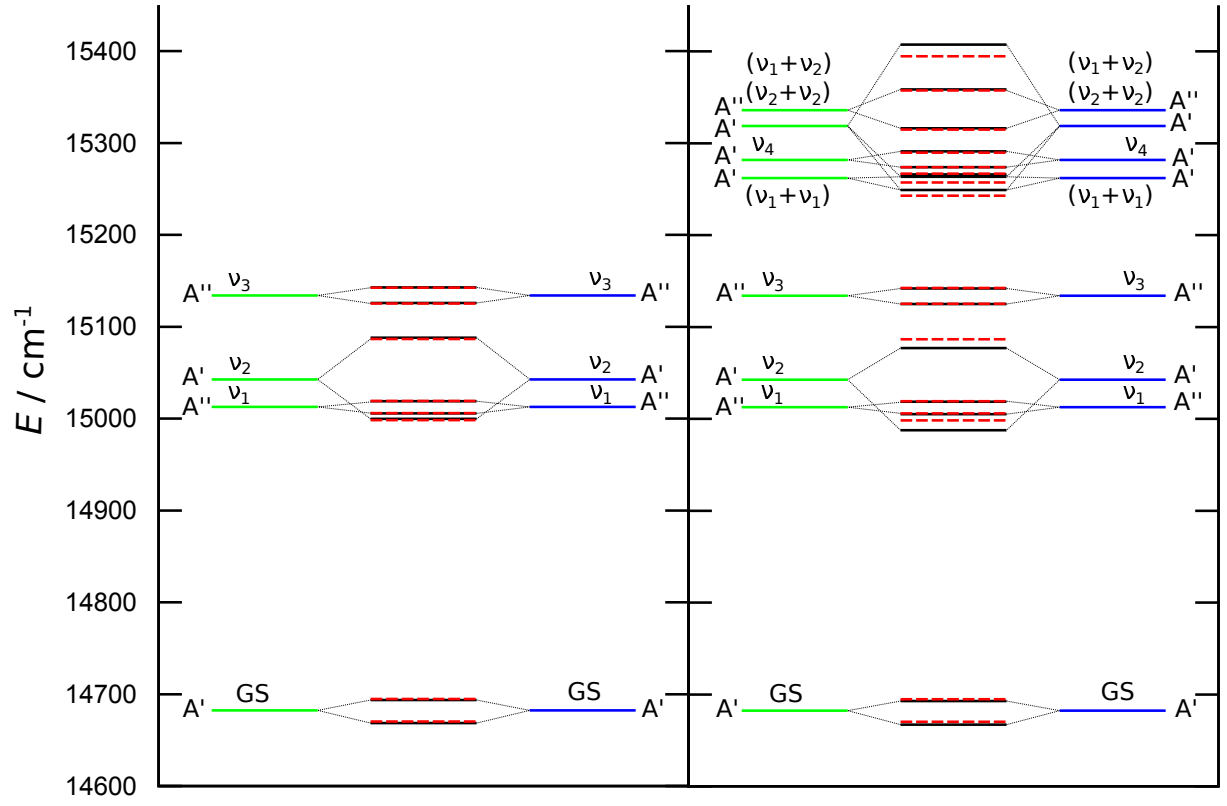 15400
15300
15200
15100
15000
14900
14800
14700
14600
E / cm⁻¹
ν₃
A''
ν₃
A''
ν₂
A'
ν₂
A'
ν₁
A''
ν₁
A''
GS
A'
GS
A'
(ν₁+ν₂)
(ν₁+ν₂)
(ν₂+ν₂)
(ν₂+ν₂)
A''
A''
A'
A'
ν₄
ν₄
A'
A'
A'
A'
(ν₁+ν₁)
(ν₁+ν₁)
ν₃
A''
ν₃
A''
ν₂
A'
ν₂
A'
ν₁
A''
ν₁
A''
GS
A'
GS
A'